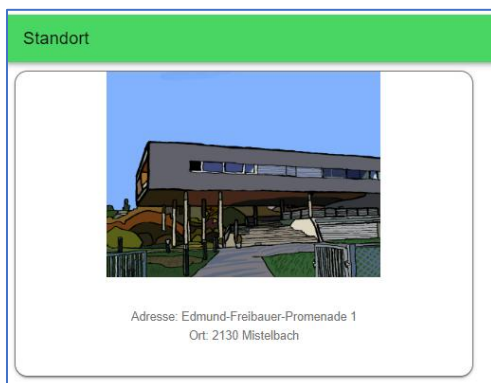 Standort
Adresse: Edmund-Freibauer-Promenade 1
Ort: 2130 Mistelbach